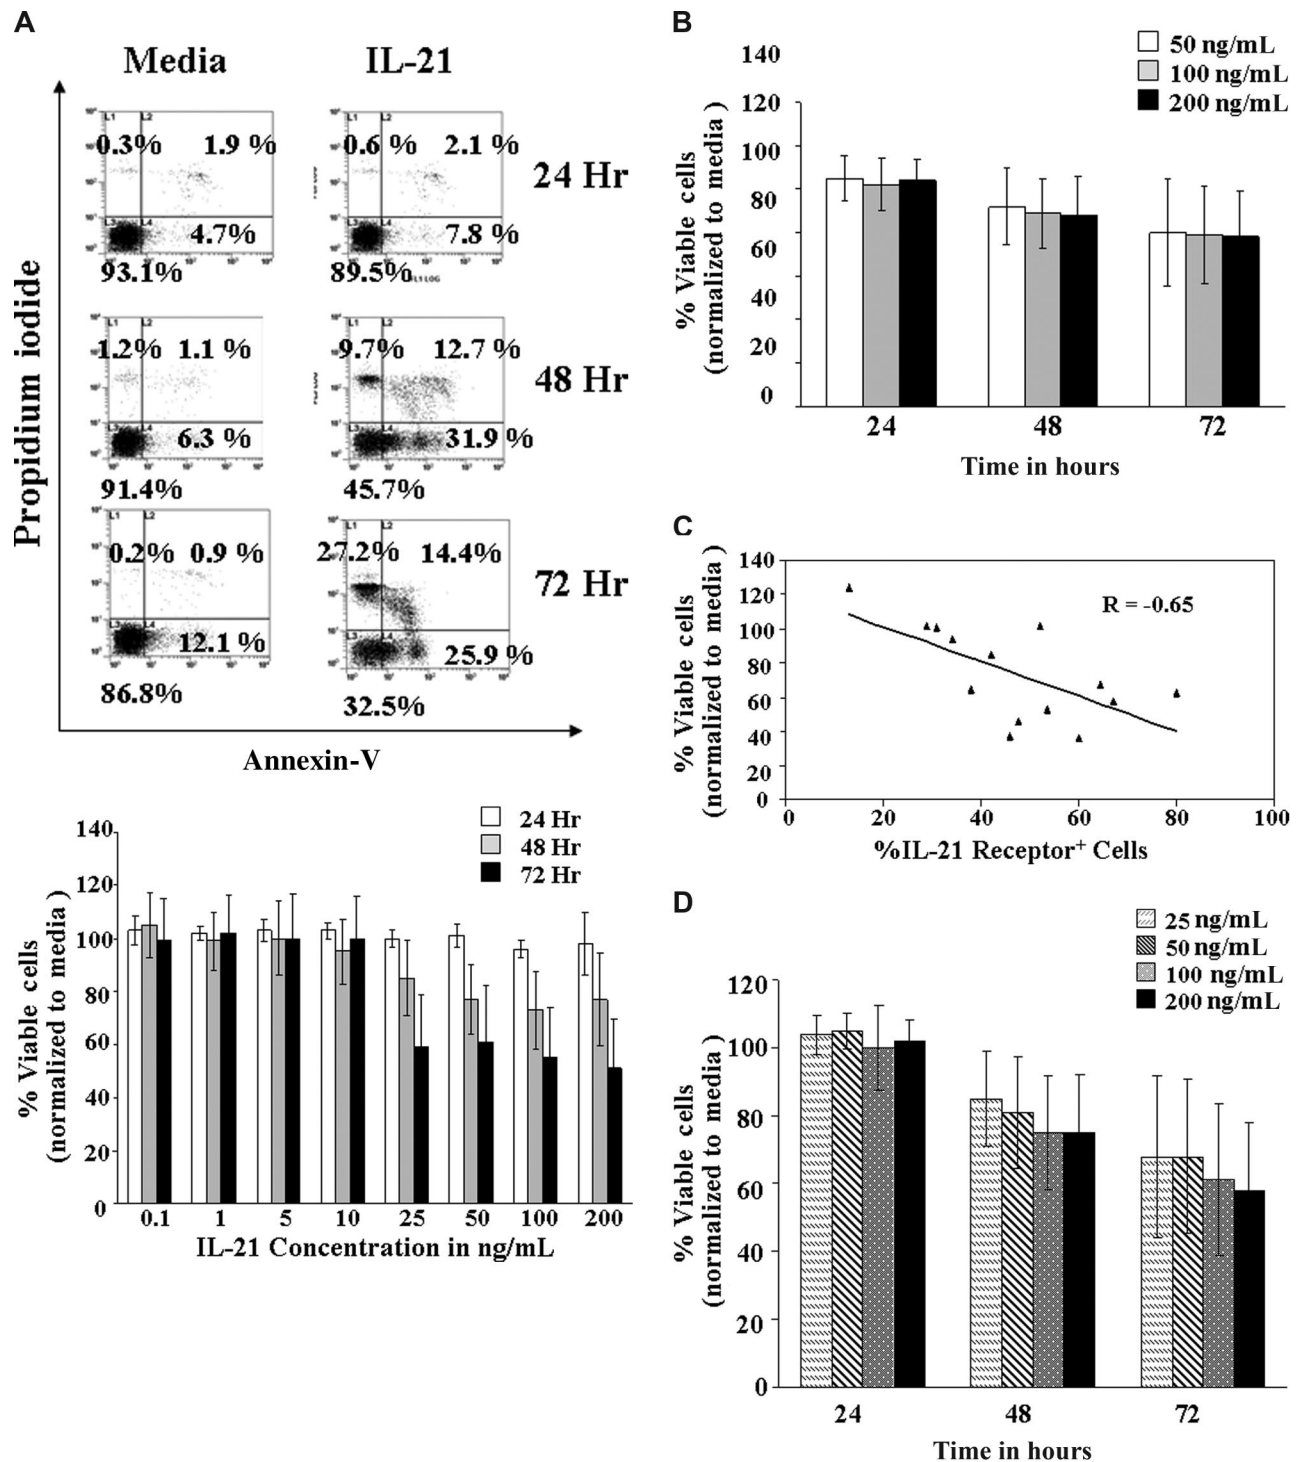 A
Media IL-21
0.3% 1.9 % 0.6 % 2.1 %
24 Hr
4.7% 7.8 %
93.1% 89.5%
1.2% 1.1 % 9.7% 12.7 %
48 Hr
6.3 % 31.9 %
91.4% 45.7%
0.2% 0.9 % 27.2% 14.4%
72 Hr
12.1 % 25.9 %
86.8% 32.5%
Propidium iodide
Annexin-V
24 Hr
48 Hr
72 Hr
% Viable cells
(normalized to media )
140
120
100
80
60
40
20
0
0.1 1 5 10 25 50 100 200
IL-21 Concentration in ng/mL
B
50 ng/mL
100 ng/mL
200 ng/mL
% Viable cells
(normalized to media )
140
120
100
80
60
40
20
0
24 48 72
Time in hours
C
% Viable cells
(normalized to media )
140
120
100
80
60
40
20
0
R = -0.65
0 20 40 60 80 100
%IL-21 Receptor+ Cells
D
25 ng/mL
50 ng/mL
100 ng/mL
200 ng/mL
% Viable cells
(normalized to media )
120
100
80
60
40
20
0
24 48 72
Time in hours